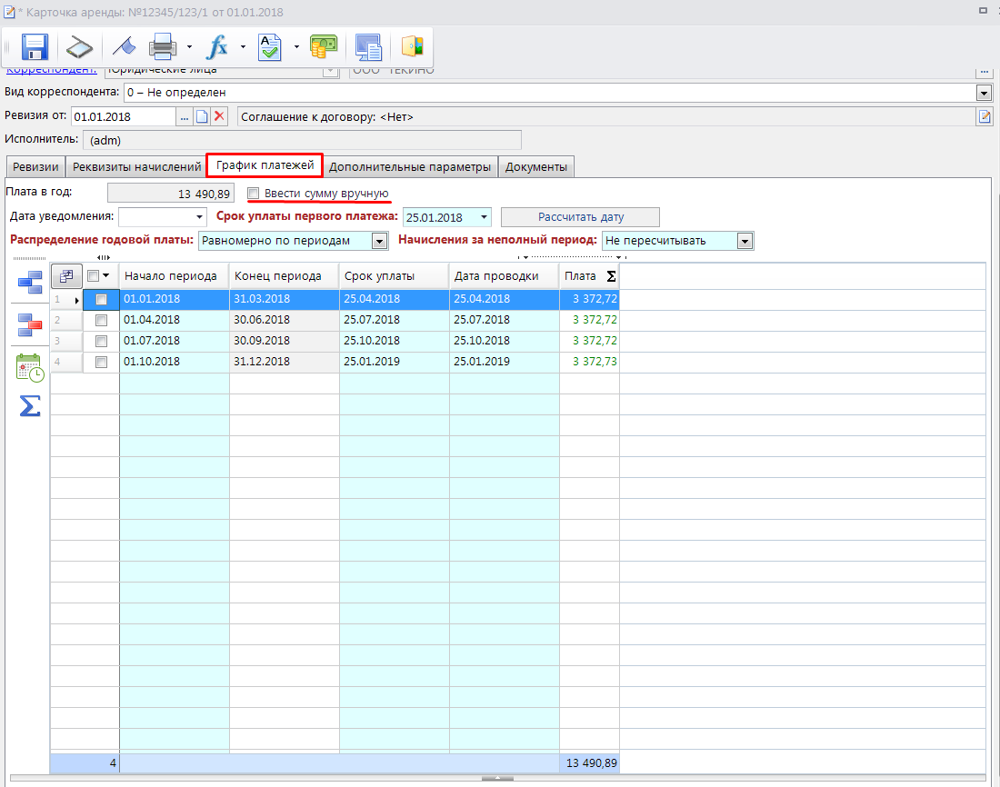 * Карточка аренды: №12345/123/1 от 01.01.2018
Корреспондент: Юридические лица ООО "ТЕКИНО" ...
Вид корреспондента: 0 – Не определен
Ревизия от: 01.01.2018 ... Соглашение к договору: <Нет>
Исполнитель: (adm)
Ревизии Реквизиты начислений График платежей Дополнительные параметры Документы
Плата в год: 13 490,89 Ввести сумму вручную
Дата уведомления: Срок уплаты первого платежа: 25.01.2018 Рассчитать дату
Распределение годовой платы: Равномерно по периодам Начисления за неполный период: Не пересчитывать
Начало периода Конец периода Срок уплаты Дата проводки Плата Σ
1 01.01.2018 31.03.2018 25.04.2018 25.04.2018 3 372,72
2 01.04.2018 30.06.2018 25.07.2018 25.07.2018 3 372,72
3 01.07.2018 30.09.2018 25.10.2018 25.10.2018 3 372,72
4 01.10.2018 31.12.2018 25.01.2019 25.01.2019 3 372,73
4 13 490,89